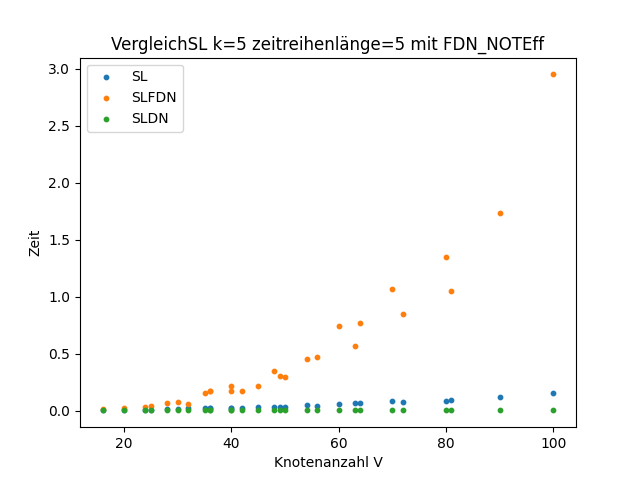 VergleichSL k=5 zeitreihenlänge=5 mit FDN_NOTEff
SL
SLFDN
SLDN
3.0
2.5
2.0
1.5
1.0
0.5
0.0
Zeit
20 40 60 80 100
Knotenanzahl V